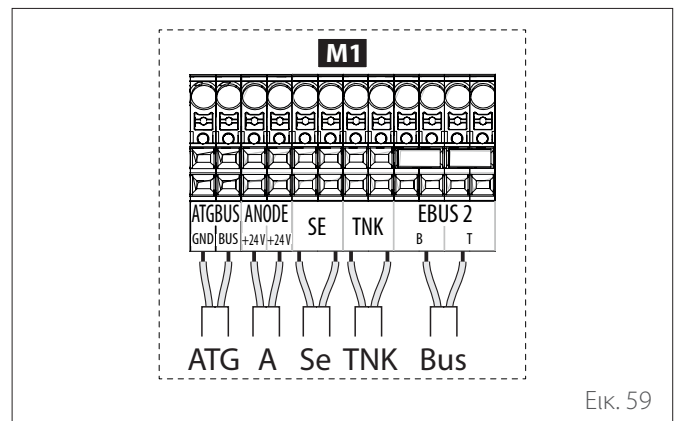 M1
ATGBUS ANODE SE TNK EBUS 2
GND BUS +24V +24V B T
ATG A Se TNK Bus
Εικ. 59